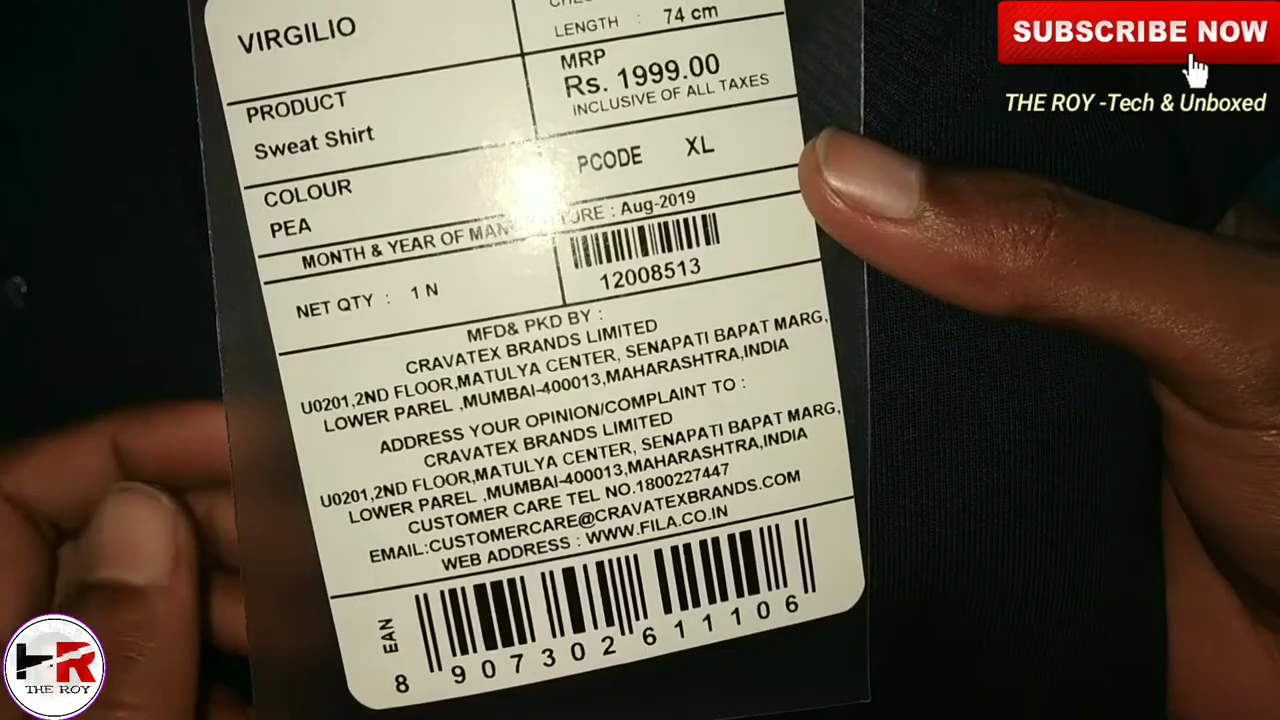 VIRGILIO
LENGTH : 74 cm
MRP
Rs. 1999.00
INCLUSIVE OF ALL TAXES
PRODUCT
Sweat Shirt
PCODE XL
COLOUR
PEA
MONTH & YEAR OF MAN TURE : Aug-2019
12008513
NET QTY : 1 N
MFD& PKD BY :
CRAVATEX BRANDS LIMITED
U0201,2ND FLOOR,MATULYA CENTER, SENAPATI BAPAT MARG,
LOWER PAREL ,MUMBAI-400013,MAHARASHTRA,INDIA
ADDRESS YOUR OPINION/COMPLAINT TO :
CRAVATEX BRANDS LIMITED
U0201,2ND FLOOR,MATULYA CENTER, SENAPATI BAPAT MARG,
LOWER PAREL ,MUMBAI-400013,MAHARASHTRA,INDIA
CUSTOMER CARE TEL NO.1800227447
EMAIL:CUSTOMERCARE@CRAVATEXBRANDS.COM
WEB ADDRESS : WWW.FILA.CO.IN
EAN
8907302611106
SUBSCRIBE NOW
THE ROY -Tech & Unboxed
HR
THE ROY